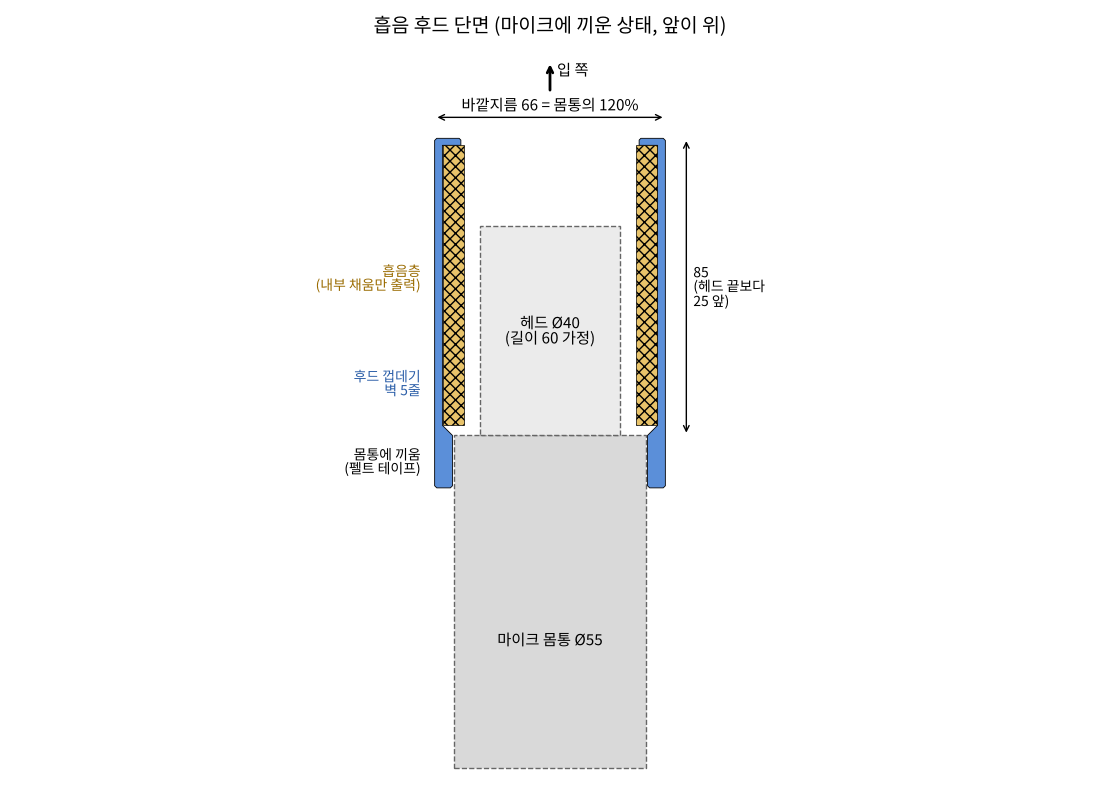 흡음 후드 단면 (마이크에 끼운 상태, 앞이 위)
입 쪽
바깥지름 66 = 몸통의 120%
흡음층
(내부 채움만 출력)
85
(헤드 끝보다
25 앞)
헤드 Ø40
(길이 60 가정)
후드 껍데기
벽 5줄
몸통에 끼움
(펠트 테이프)
마이크 몸통 Ø55